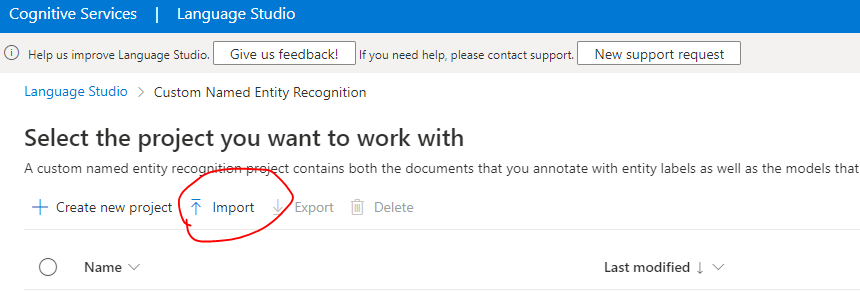 Cognitive Services | Language Studio
Help us improve Language Studio. Give us feedback! If you need help, please contact support. New support request
Language Studio > Custom Named Entity Recognition
Select the project you want to work with
A custom named entity recognition project contains both the documents that you annotate with entity labels as well as the models that
+ Create new project Import Export Delete
Name Last modified ↓